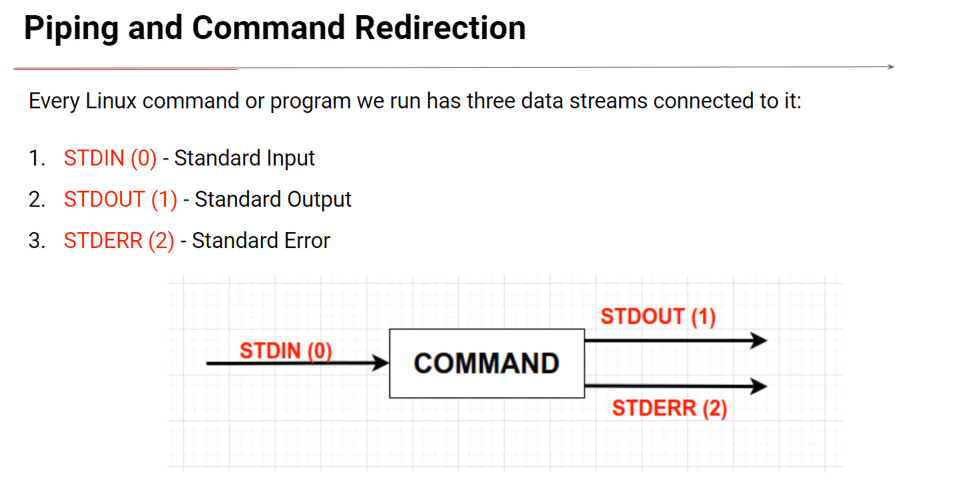 Piping and Command Redirection
Every Linux command or program we run has three data streams connected to it:
1. STDIN (0) - Standard Input
2. STDOUT (1) - Standard Output
3. STDERR (2) - Standard Error
STDOUT (1)
STDIN (0)
COMMAND
STDERR (2)